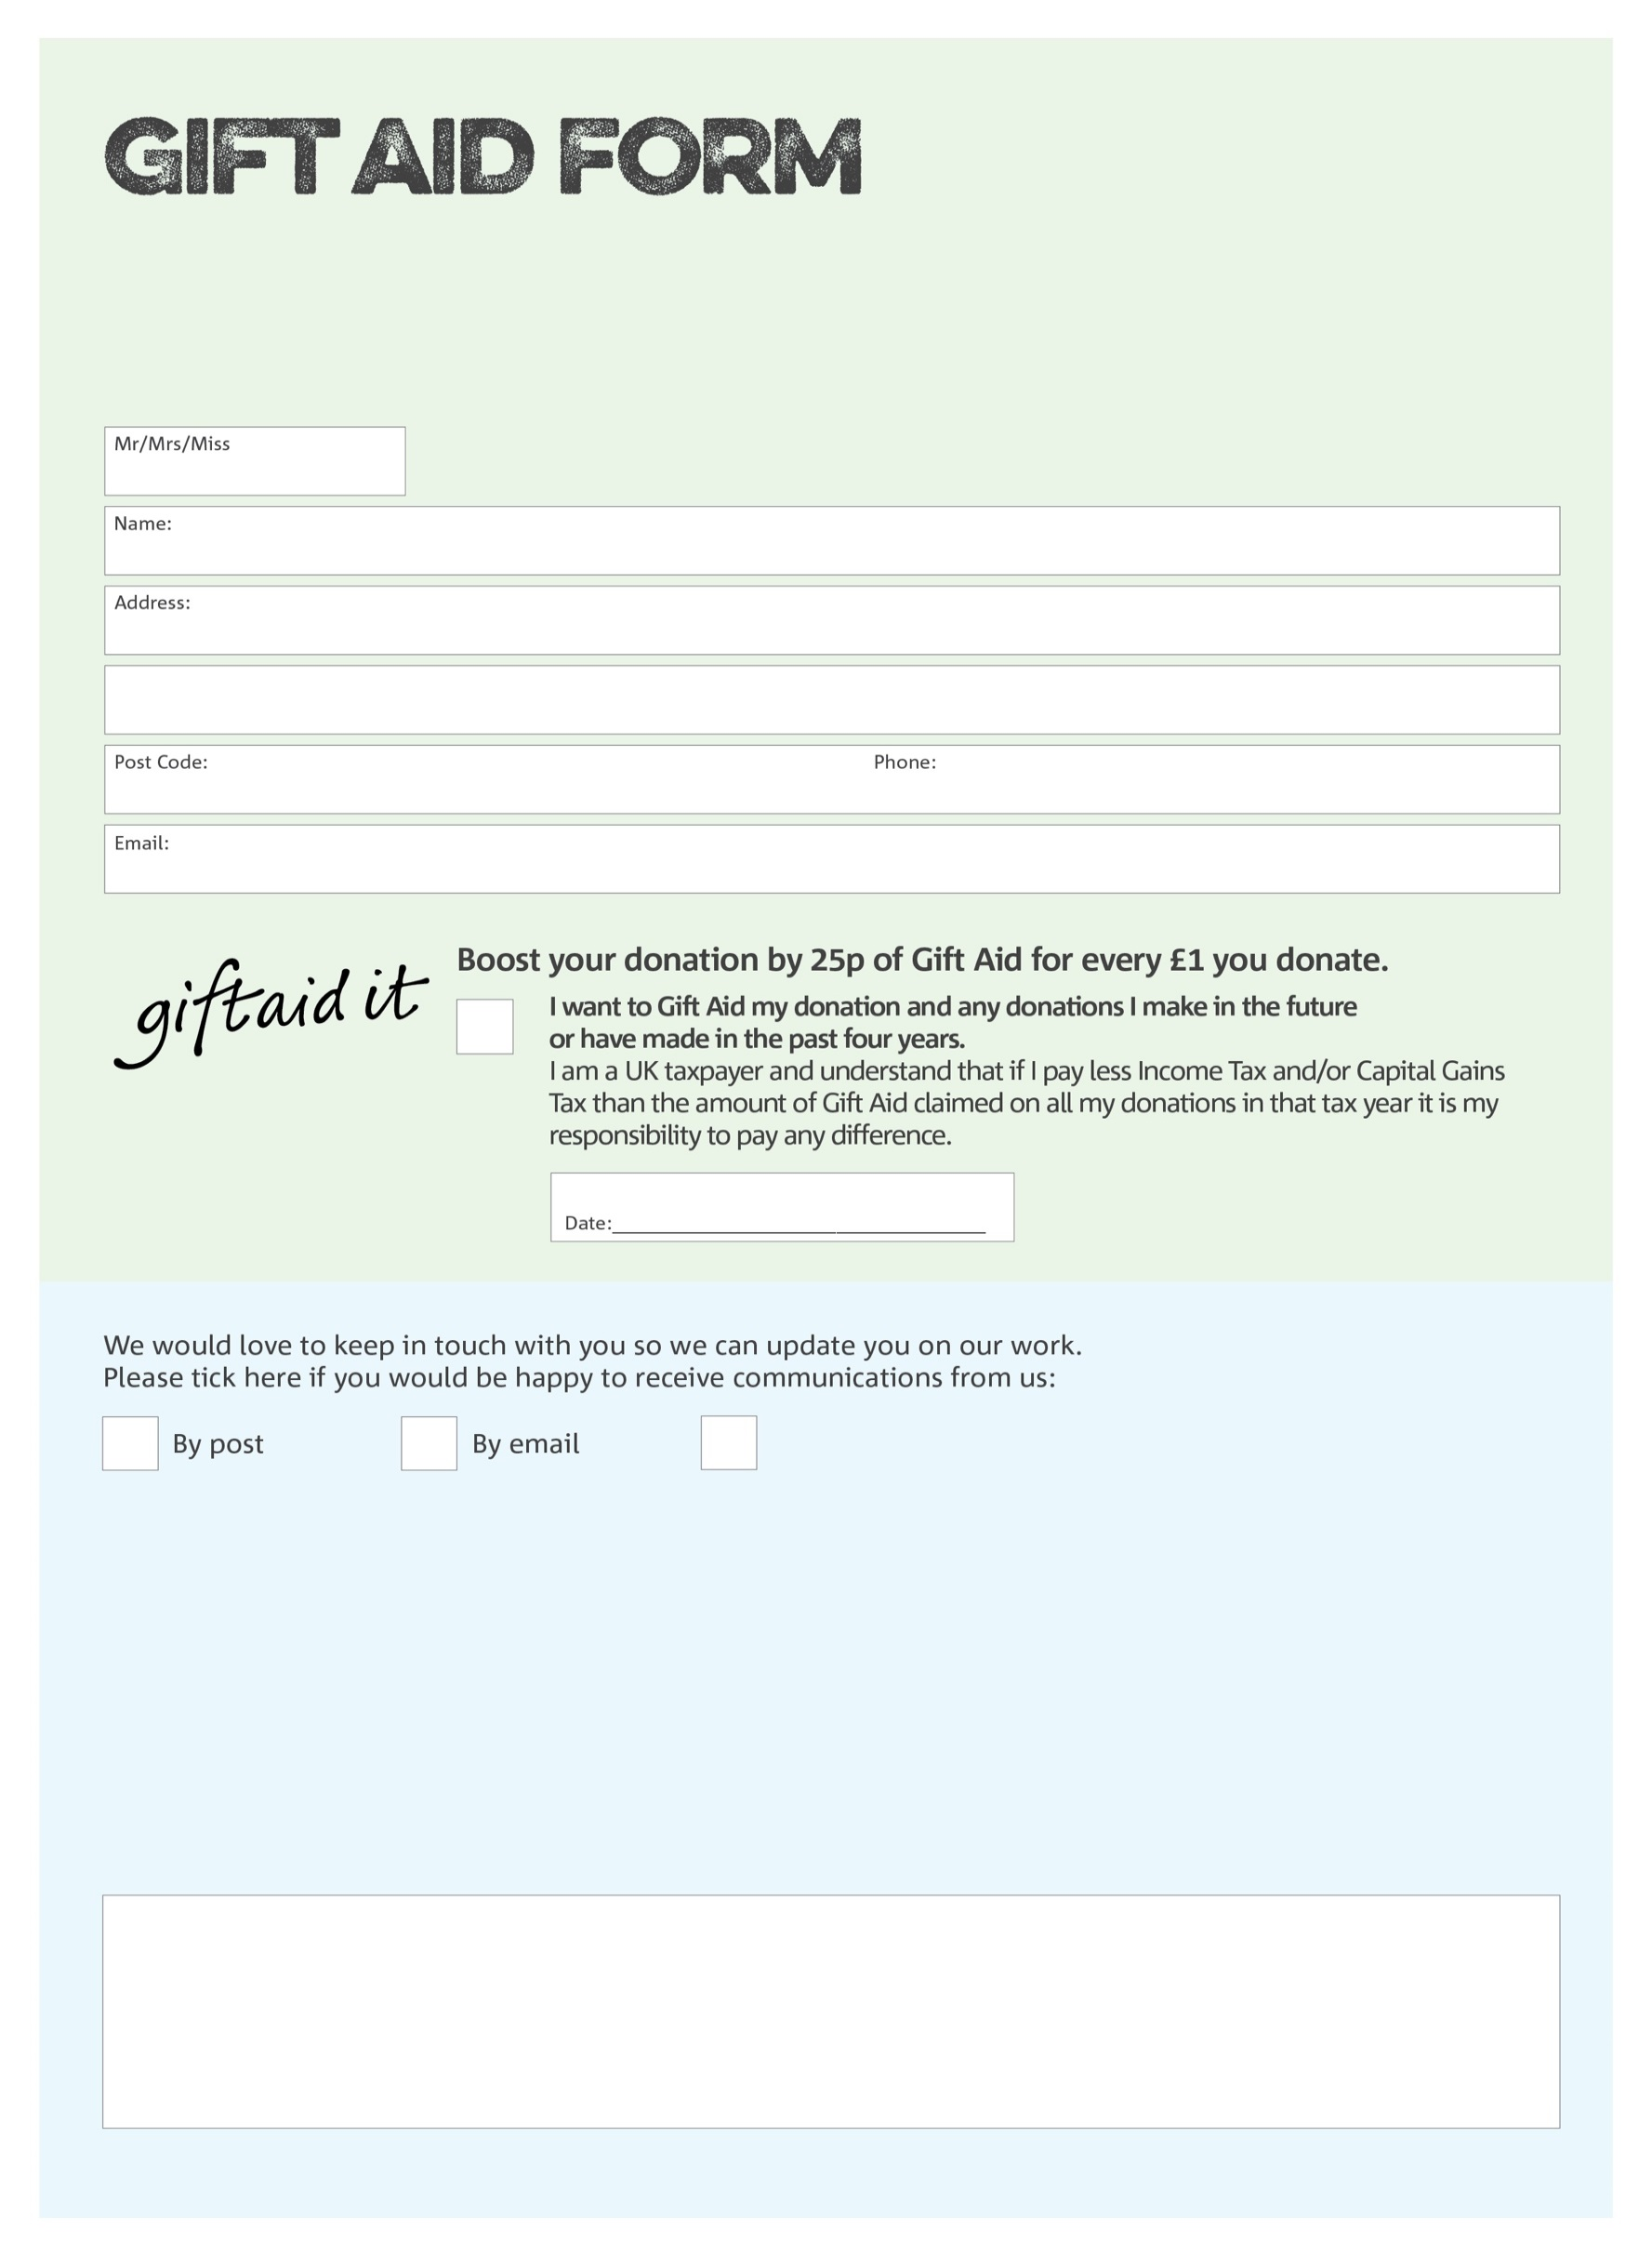 GIFT AID FORM
Mr/Mrs/Miss
Name:
Address:
Post Code: Phone:
Email:
giftaid it
Boost your donation by 25p of Gift Aid for every £1 you donate.
I want to Gift Aid my donation and any donations I make in the future
or have made in the past four years.
I am a UK taxpayer and understand that if I pay less Income Tax and/or Capital Gains
Tax than the amount of Gift Aid claimed on all my donations in that tax year it is my
responsibility to pay any difference.
Date:
We would love to keep in touch with you so we can update you on our work.
Please tick here if you would be happy to receive communications from us:
By post By email